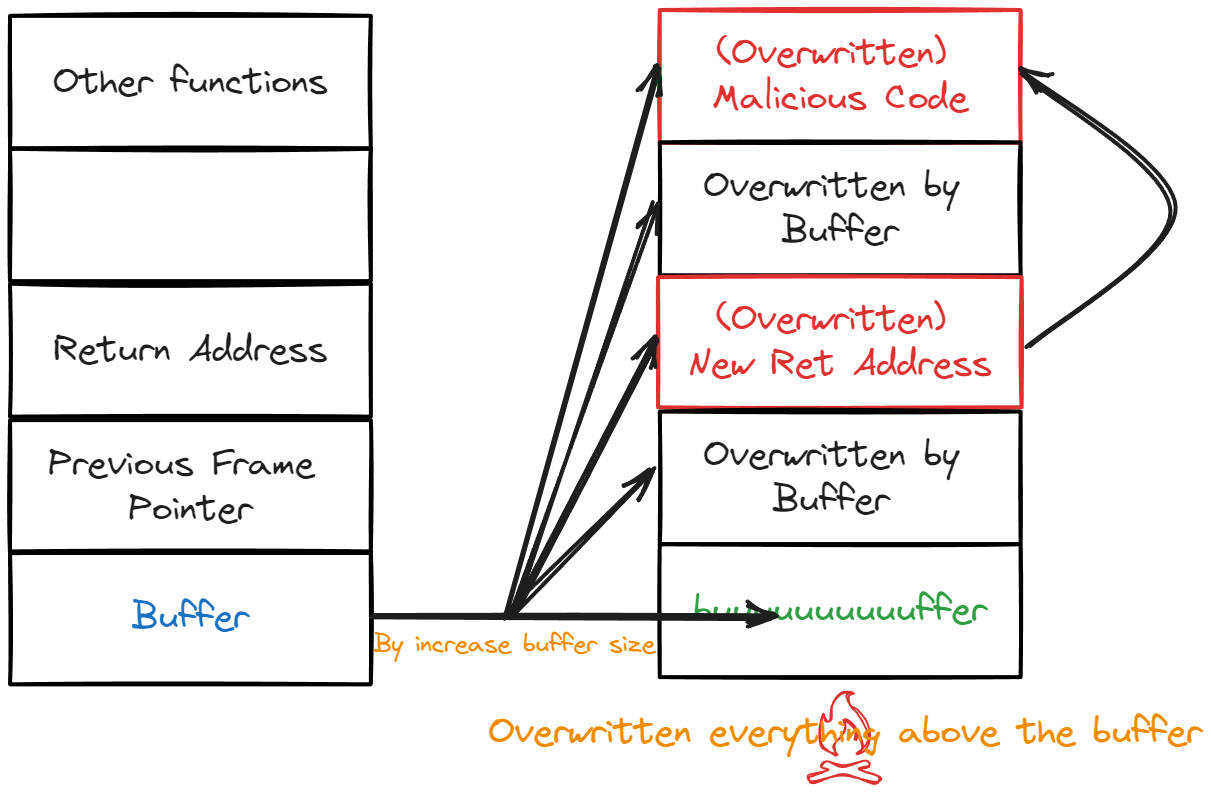 Other functions
Return Address
Previous Frame
Pointer
Buffer
By increase buffer size
(Overwritten)
Malicious Code
Overwritten by
Buffer
(Overwritten)
New Ret Address
Overwritten by
Buffer
buuuuuuuuuuffer
Overwritten everything above the buffer